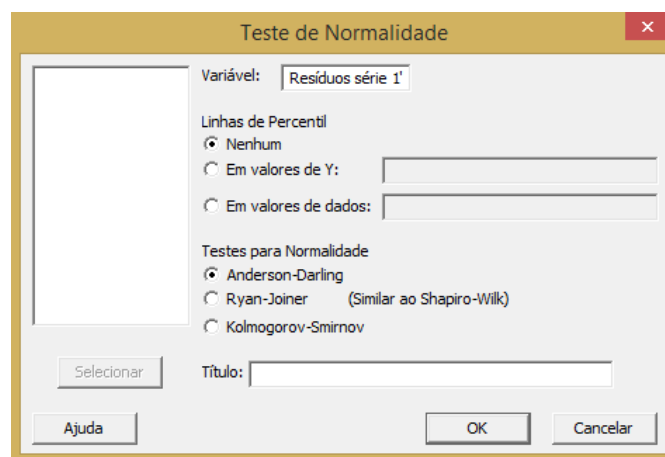 Teste de Normalidade
Variável: Resíduos série 1'
Linhas de Percentil
Nenhum
Em valores de Y:
Em valores de dados:
Testes para Normalidade
Anderson-Darling
Ryan-Joiner (Similar ao Shapiro-Wilk)
Kolmogorov-Smirnov
Selecionar Título:
Ajuda OK Cancelar